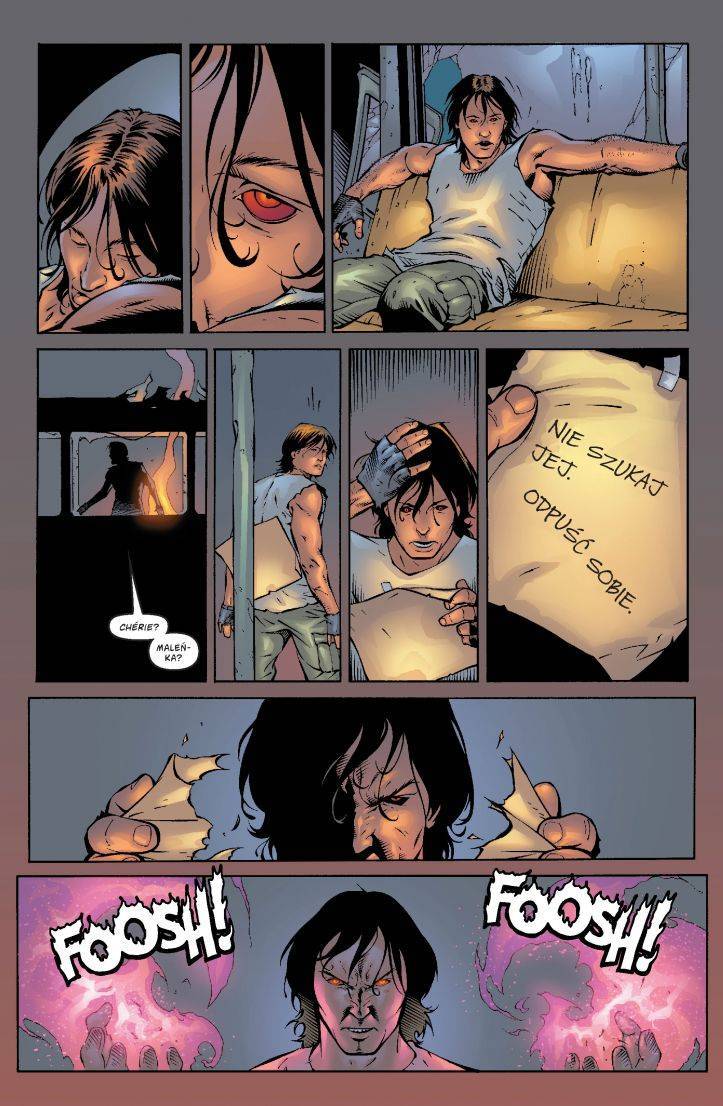 CHÉRIE?
MALEŃ-
KA?
NIE SZUKAJ
JEJ.
ODPUŚĆ SOBIE.
FOOSH!
FOOSH!